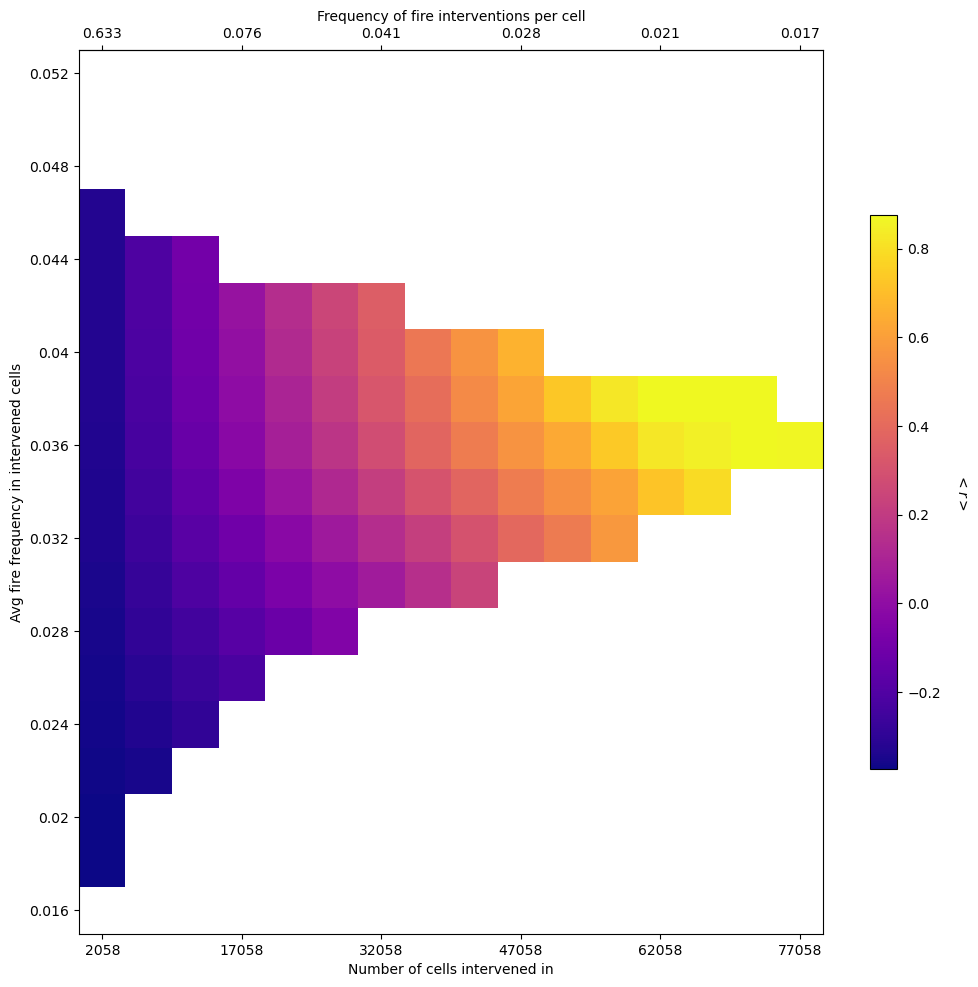 Frequency of fire interventions per cell
0.633 0.076 0.041 0.028 0.021 0.017
0.052
0.048
0.044
0.04
0.036
0.032
0.028
0.024
0.02
0.016
Avg fire frequency in intervened cells
2058 17058 32058 47058 62058 77058
Number of cells intervened in
0.8
0.6
0.4
0.2
0.0
−0.2
< r >